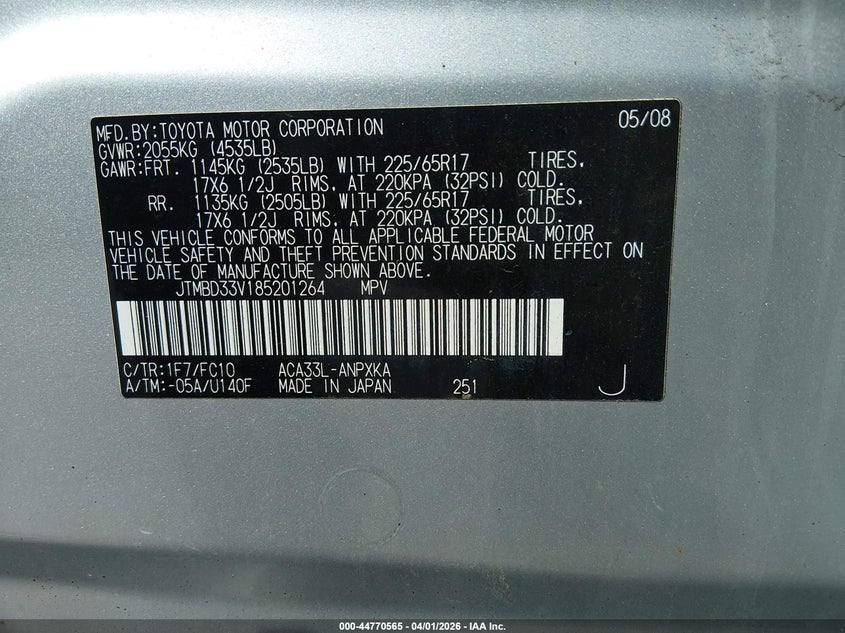 MFD.BY:TOYOTA MOTOR CORPORATION 05/08
GVWR:2055KG (4535LB)
GAWR:FRT. 1145KG (2535LB) WITH 225/65R17 TIRES,
17X6 1/2J RIMS, AT 220KPA (32PSI) COLD.
RR. 1135KG (2505LB) WITH 225/65R17 TIRES,
17X6 1/2J RIMS, AT 220KPA (32PSI) COLD.
THIS VEHICLE CONFORMS TO ALL APPLICABLE FEDERAL MOTOR
VEHICLE SAFETY AND THEFT PREVENTION STANDARDS IN EFFECT ON
THE DATE OF MANUFACTURE SHOWN ABOVE.
JTMBD33V185201264 MPV
C/TR:1F7/FC10 ACA33L-ANPXKA
A/TM:-05A/U140F MADE IN JAPAN 251 J
000-44770565 | 04/01/2026 | IAA Inc.